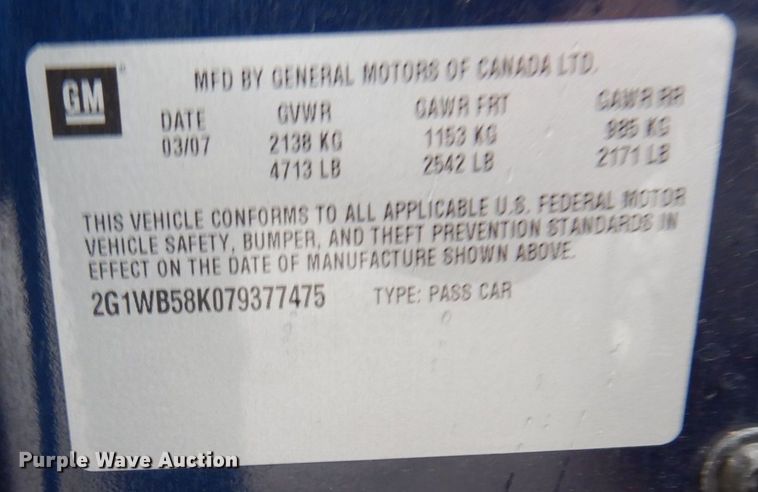 GM
MFD BY GENERAL MOTORS OF CANADA LTD.
DATE GVWR GAWR FRT GAWR RR
03/07 2138 KG 1153 KG 985 KG
4713 LB 2542 LB 2171 LB
THIS VEHICLE CONFORMS TO ALL APPLICABLE U.S. FEDERAL MOTOR
VEHICLE SAFETY, BUMPER, AND THEFT PREVENTION STANDARDS IN
EFFECT ON THE DATE OF MANUFACTURE SHOWN ABOVE.
2G1WB58K079377475 TYPE: PASS CAR
Purple Wave Auction